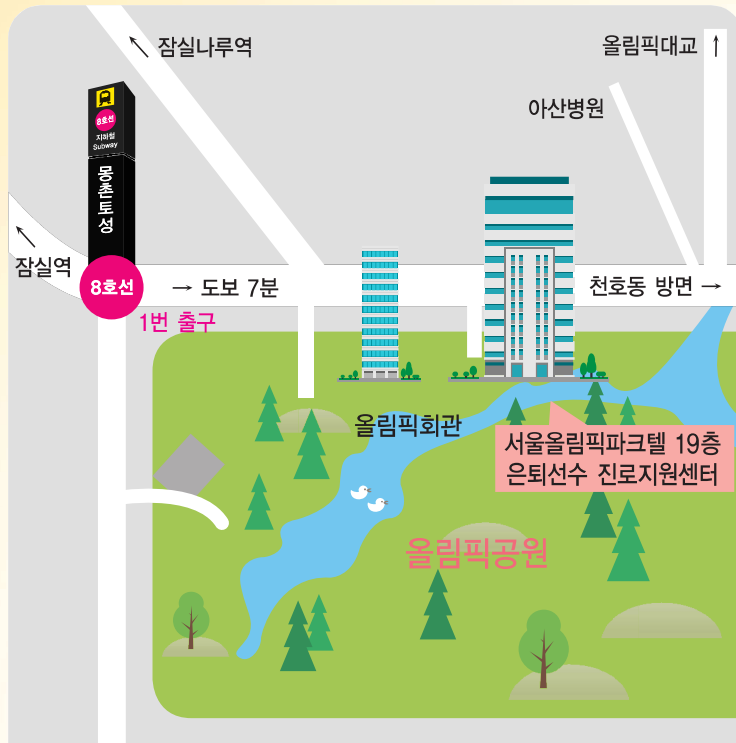 잠실나루역
올림픽대교
아산병원
8호선
지하철
Subway
몽촌토성
잠실역
8호선
→ 도보 7분
천호동 방면 →
1번 출구
올림픽회관
서울올림픽파크텔 19층
은퇴선수 진로지원센터
올림픽공원